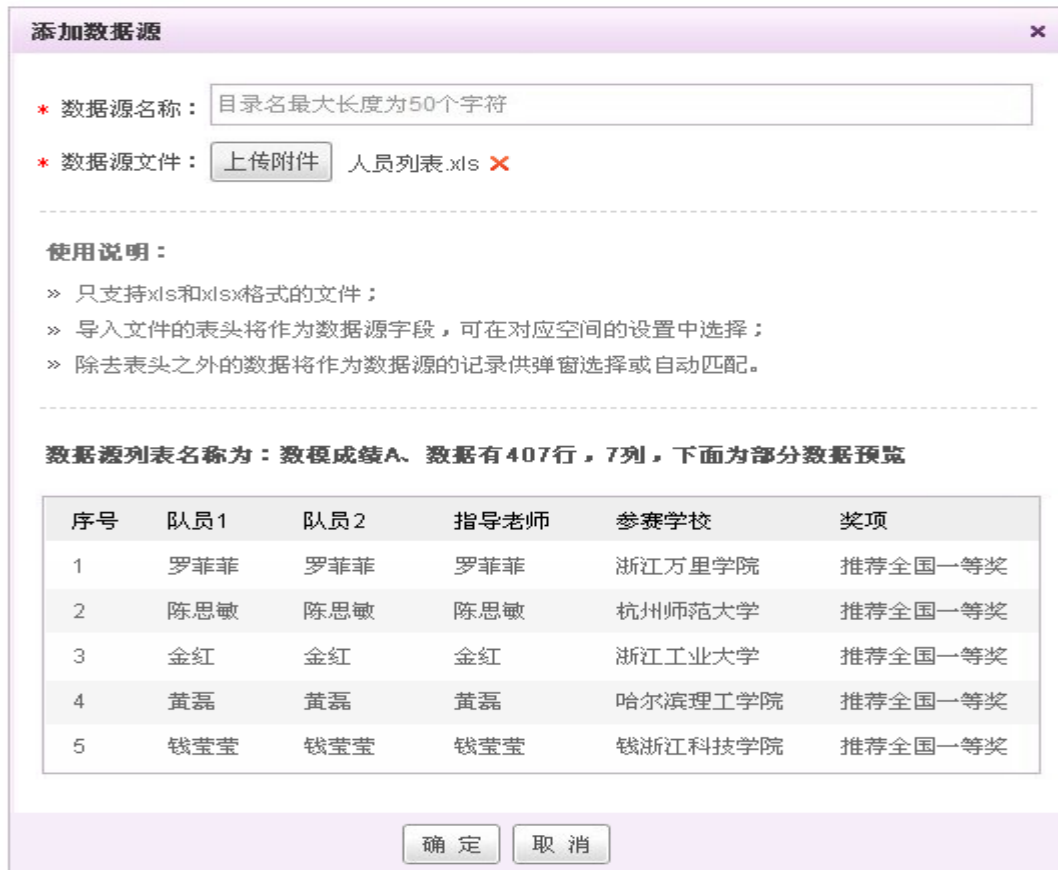 添加数据源
* 数据源名称： 目录名最大长度为50个字符
* 数据源文件： 上传附件 人员列表.xls
使用说明：
» 只支持xls和xlsx格式的文件；
» 导入文件的表头将作为数据源字段，可在对应空间的设置中选择；
» 除去表头之外的数据将作为数据源的记录供弹窗选择或自动匹配。
数据源列表名称为：数模成绩A、数据有407行，7列，下面为部分数据预览
序号 队员1 队员2 指导老师 参赛学校 奖项
1 罗菲菲 罗菲菲 罗菲菲 浙江万里学院 推荐全国一等奖
2 陈思敏 陈思敏 陈思敏 杭州师范大学 推荐全国一等奖
3 金红 金红 金红 浙江工业大学 推荐全国一等奖
4 黄磊 黄磊 黄磊 哈尔滨理工学院 推荐全国一等奖
5 钱莹莹 钱莹莹 钱莹莹 钱浙江科技学院 推荐全国一等奖
确 定 取 消